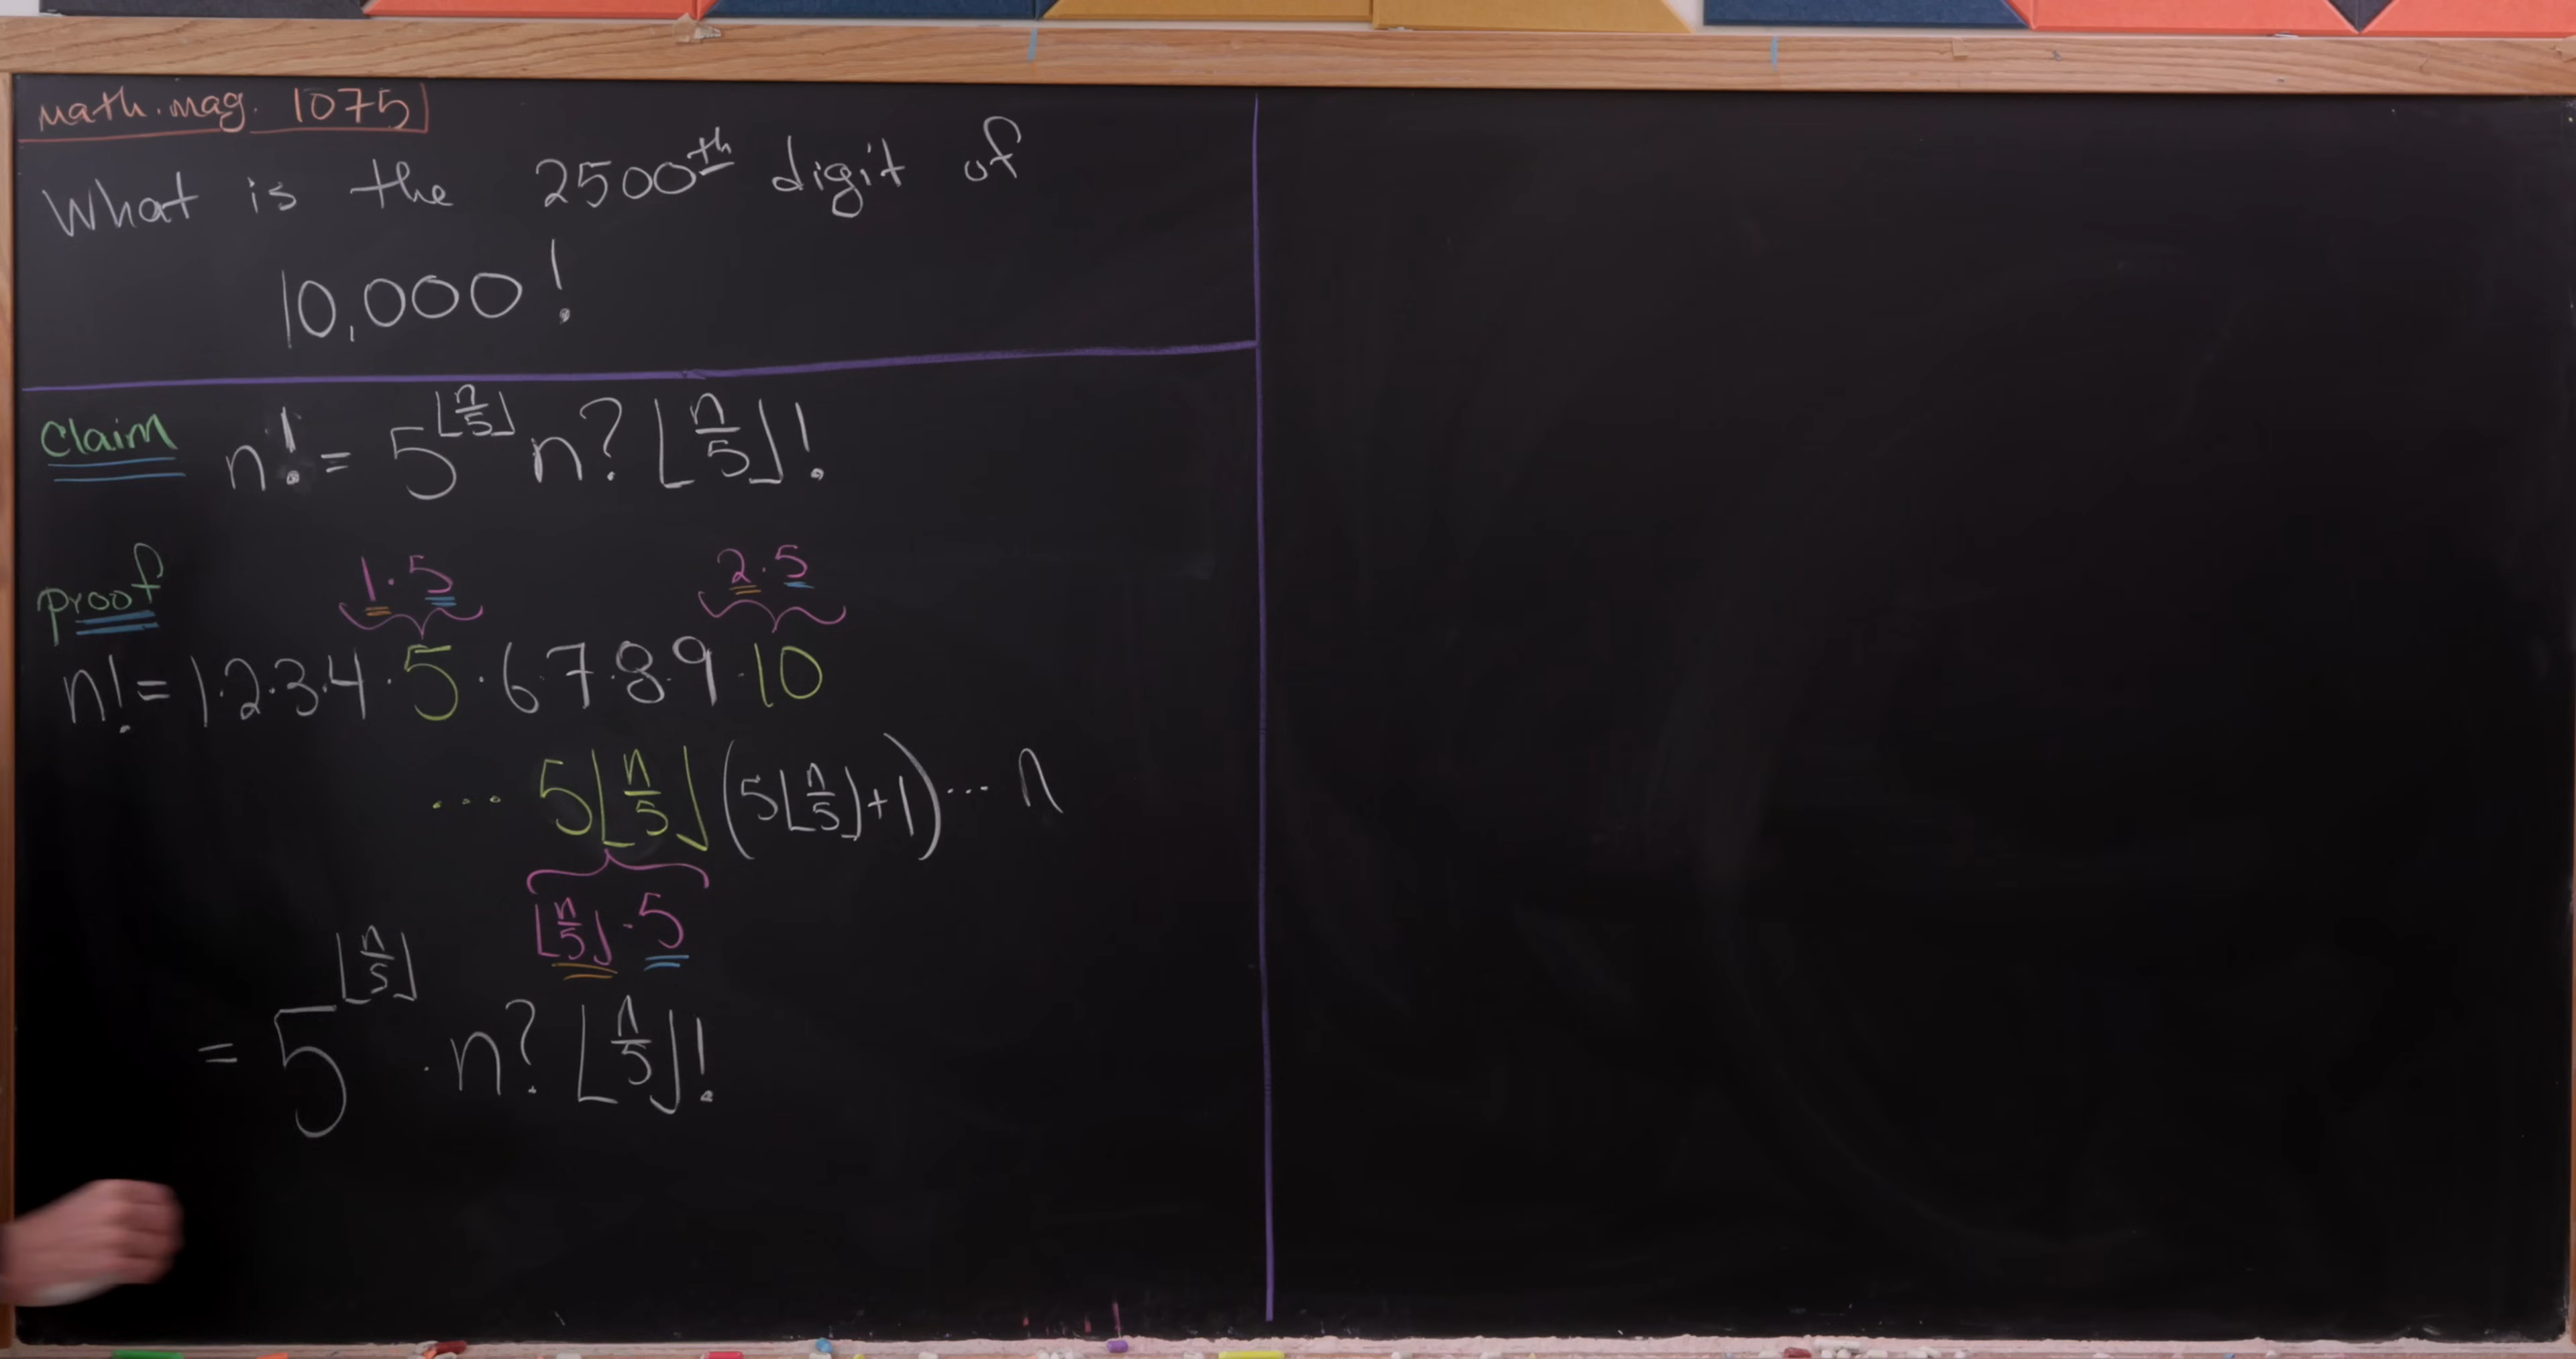 math.mag. 1075
What is the 2500th digit of
10,000!
Claim n! = 5^⌊n/5⌋ n? ⌊n/5⌋!
proof 1·5 2·5
n! = 1·2·3·4·5·6·7·8·9·10
... 5⌊n/5⌋(5⌊n/5⌋+1)... n
⌊n/5⌋·5
= 5^⌊n/5⌋ · n? ⌊n/5⌋!